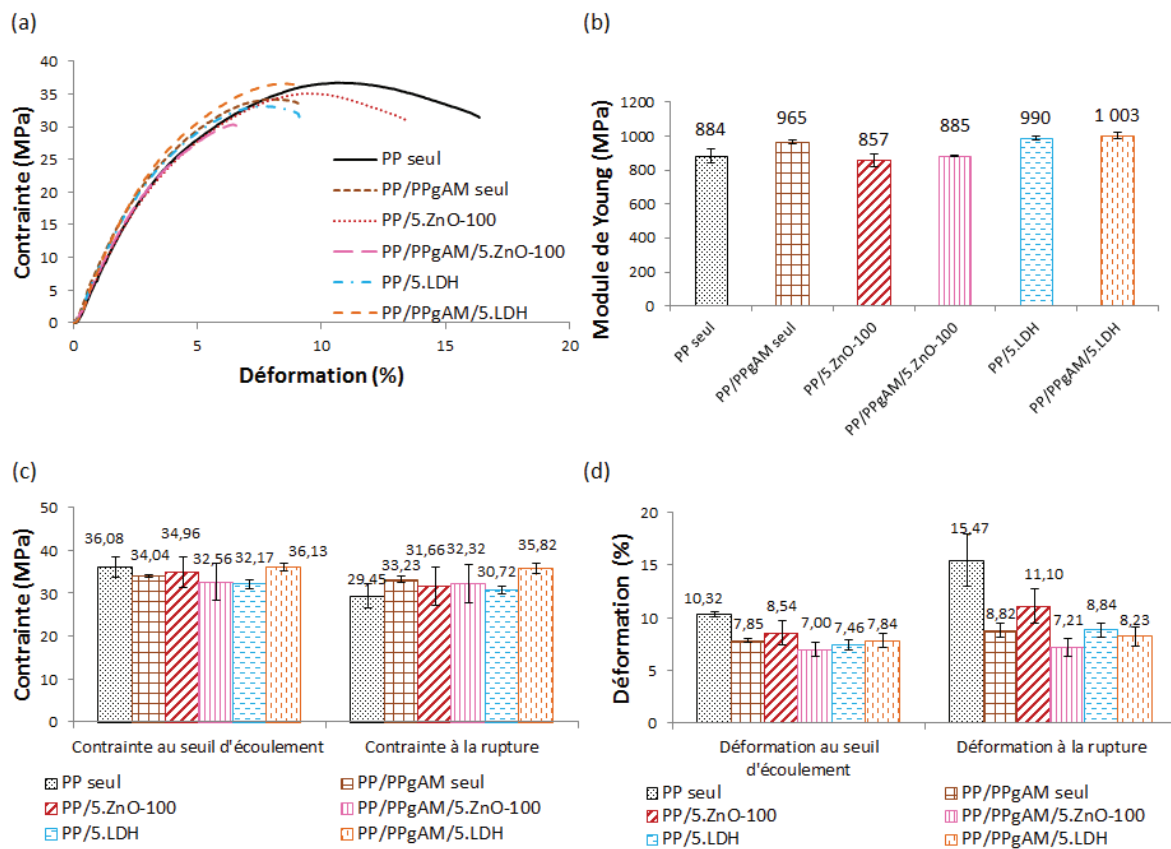 (a)
40
35
30
25
20
15
10
5
0
Contrainte (MPa)
0
5
10
15
20
Déformation (%)
PP seul
PP/PPgAM seul
PP/5.ZnO-100
PP/PPgAM/5.ZnO-100
PP/5.LDH
PP/PPgAM/5.LDH
(b)
Module de Young (MPa)
1200
1000
800
600
400
200
0
884
965
857
885
990
1 003
PP seul
PP/PPgAM seul
PP/5.ZnO-100
PP/PPgAM/5.ZnO-100
PP/5.LDH
PP/PPgAM/5.LDH
(c)
Contrainte (MPa)
50
40
30
20
10
0
36,08
34,04
34,96
32,56
32,17
36,13
29,45
33,23
31,66
32,32
30,72
35,82
Contrainte au seuil d'écoulement
Contrainte à la rupture
PP seul
PP/PPgAM seul
PP/5.ZnO-100
PP/PPgAM/5.ZnO-100
PP/5.LDH
PP/PPgAM/5.LDH
(d)
Déformation (%)
20
15
10
5
0
10,32
7,85
8,54
7,00
7,46
7,84
15,47
8,82
11,10
7,21
8,84
8,23
Déformation au seuil
d'écoulement
Déformation à la rupture
PP seul
PP/PPgAM seul
PP/5.ZnO-100
PP/PPgAM/5.ZnO-100
PP/5.LDH
PP/PPgAM/5.LDH